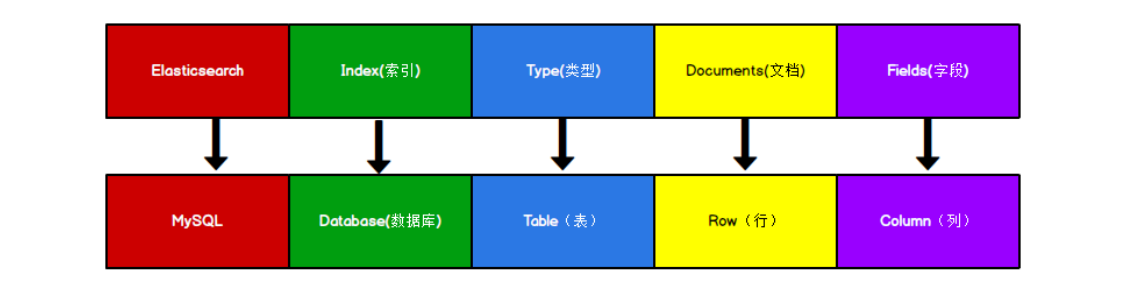 Elasticsearch
Index(索引)
Type(类型)
Documents(文档)
Fields(字段)
MySQL
Database(数据库)
Table（表）
Row（行）
Column（列）